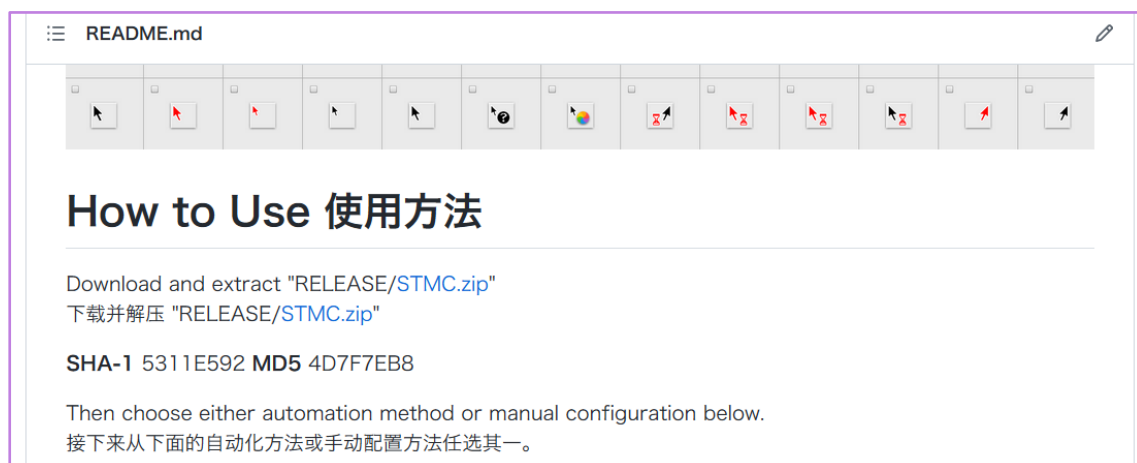 README.md
How to Use 使用方法
Download and extract "RELEASE/STMC.zip"
下载并解压 "RELEASE/STMC.zip"
SHA-1 5311E592 MD5 4D7F7EB8
Then choose either automation method or manual configuration below.
接下来从下面的自动化方法或手动配置方法任选其一。